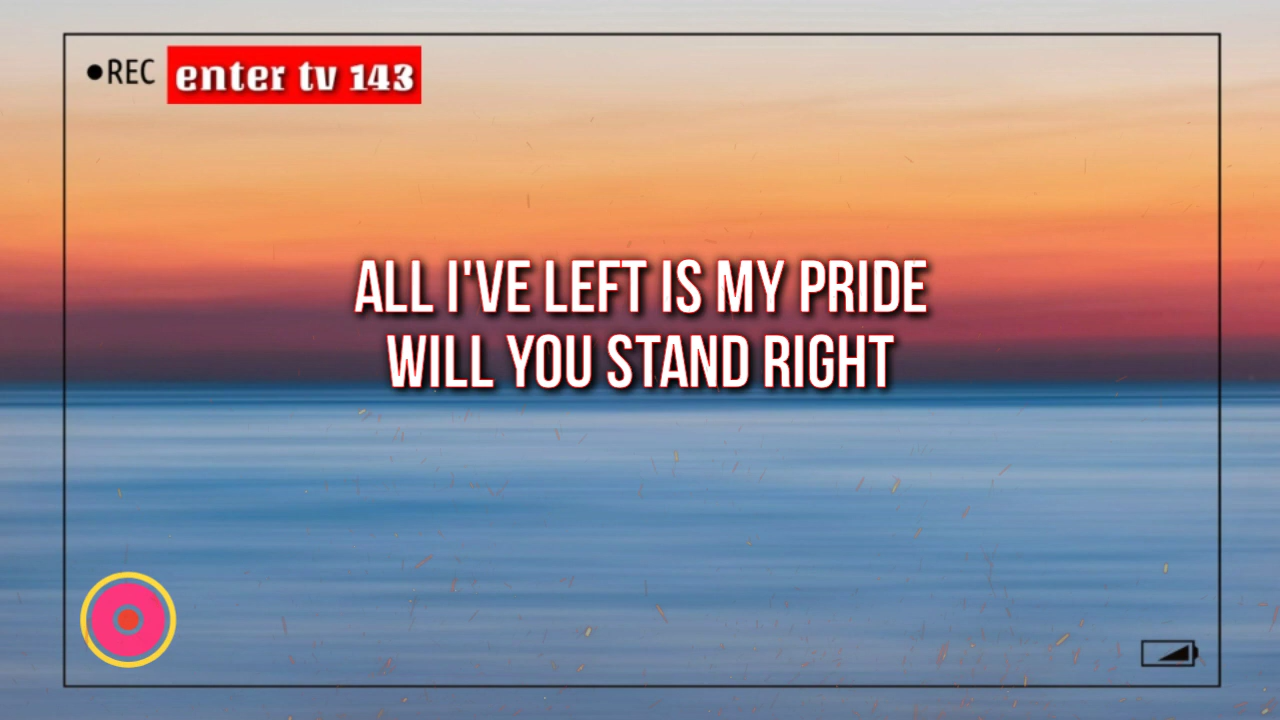 ●REC
enter tv 143
ALL I'VE LEFT IS MY PRIDE
WILL YOU STAND RIGHT